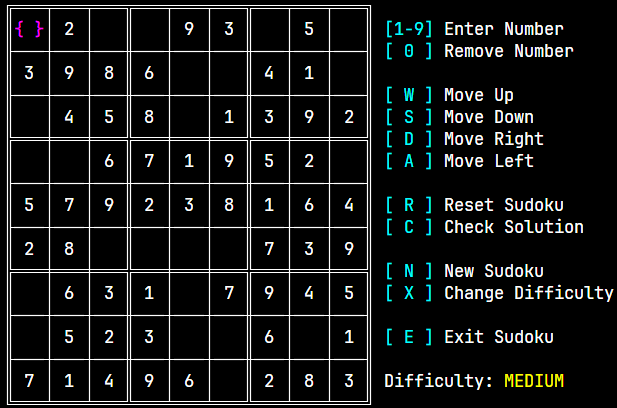 { } 2 9 3 5
3 9 8 6 4 1
4 5 8 1 3 9 2
6 7 1 9 5 2
5 7 9 2 3 8 1 6 4
2 8 7 3 9
6 3 1 7 9 4 5
5 2 3 6 1
7 1 4 9 6 2 8 3
[1-9] Enter Number
[ 0 ] Remove Number
[ W ] Move Up
[ S ] Move Down
[ D ] Move Right
[ A ] Move Left
[ R ] Reset Sudoku
[ C ] Check Solution
[ N ] New Sudoku
[ X ] Change Difficulty
[ E ] Exit Sudoku
Difficulty: MEDIUM